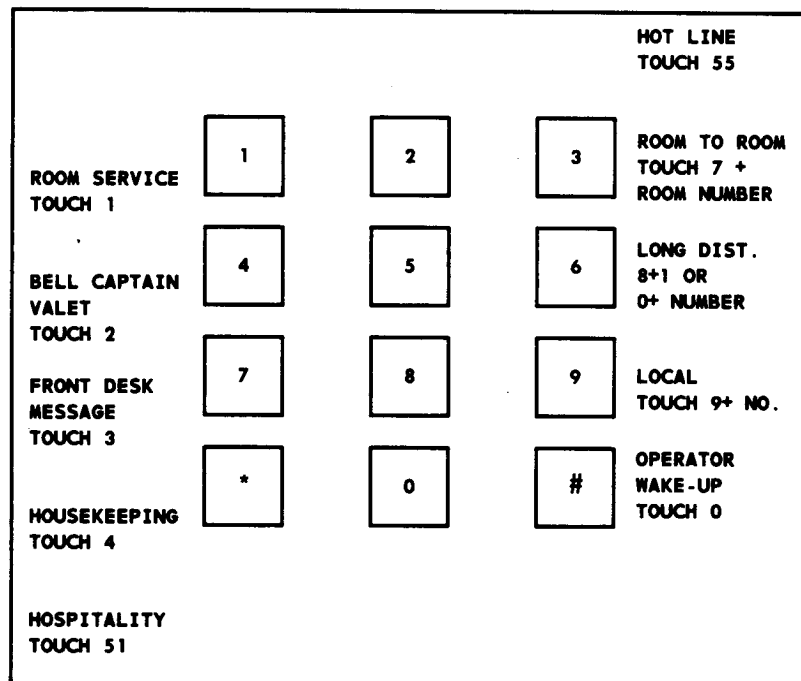 HOT LINE
TOUCH 55
1
2
3
ROOM TO ROOM
TOUCH 7 +
ROOM NUMBER
ROOM SERVICE
TOUCH 1
4
5
6
LONG DIST.
8+1 OR
0+ NUMBER
BELL CAPTAIN
VALET
TOUCH 2
7
8
9
LOCAL
TOUCH 9+ NO.
FRONT DESK
MESSAGE
TOUCH 3
*
0
#
OPERATOR
WAKE-UP
TOUCH 0
HOUSEKEEPING
TOUCH 4
HOSPITALITY
TOUCH 51